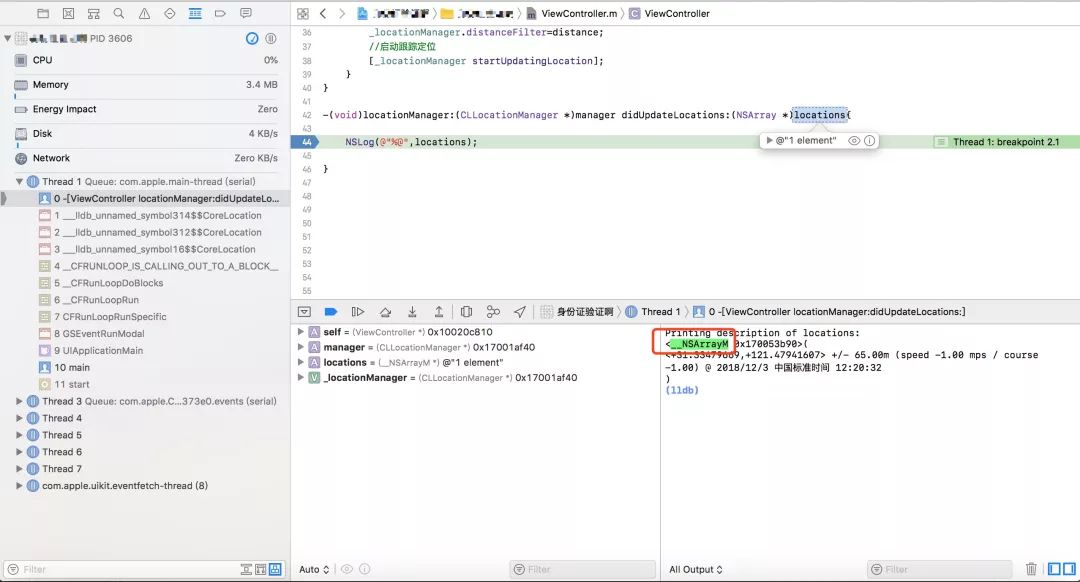 ViewController.m
ViewController
PID 3606
CPU 0%
Memory 3.4 MB
Energy Impact Zero
Disk 4 KB/s
Network Zero KB/s
Thread 1 Queue: com.apple.main-thread (serial)
0 -[ViewController locationManager:didUpdateLo...
1 __lldb_unnamed_symbol314$$CoreLocation
2 __lldb_unnamed_symbol312$$CoreLocation
3 __lldb_unnamed_symbol16$$CoreLocation
4 __CFRUNLOOP_IS_CALLING_OUT_TO_A_BLOCK__
5 __CFRunLoopDoBlocks
6 __CFRunLoopRun
7 CFRunLoopRunSpecific
8 GSEventRunModal
9 UIApplicationMain
10 main
11 start
Thread 3 Queue: com.apple.C...373e0.events (serial)
Thread 4
Thread 5
Thread 6
Thread 7
com.apple.uikit.eventfetch-thread (8)
Filter
36 _locationManager.distanceFilter=distance;
37 //启动跟踪定位
38 [_locationManager startUpdatingLocation];
39 }
40 }
41
42 -(void)locationManager:(CLLocationManager *)manager didUpdateLocations:(NSArray *)locations{
43
@"1 element"
44 NSLog(@"%@",locations);
Thread 1: breakpoint 2.1
45
46 }
47
48
49
50
51
52
53
54
55
身份证验证啊 Thread 1 0 -[ViewController locationManager:didUpdateLocations:]
A self = (ViewController *) 0x10020c810
A manager = (CLLocationManager *) 0x17001af40
A locations = (__NSArrayM *) @"1 element"
V _locationManager = (CLLocationManager *) 0x17001af40
Auto
Filter
Printing description of locations:
<__NSArrayM 0x170053b90>(
<+31.33479609,+121.47941607> +/- 65.00m (speed -1.00 mps / course
-1.00) @ 2018/12/3 中国标准时间 12:20:32
)
(lldb)
All Output
Filter